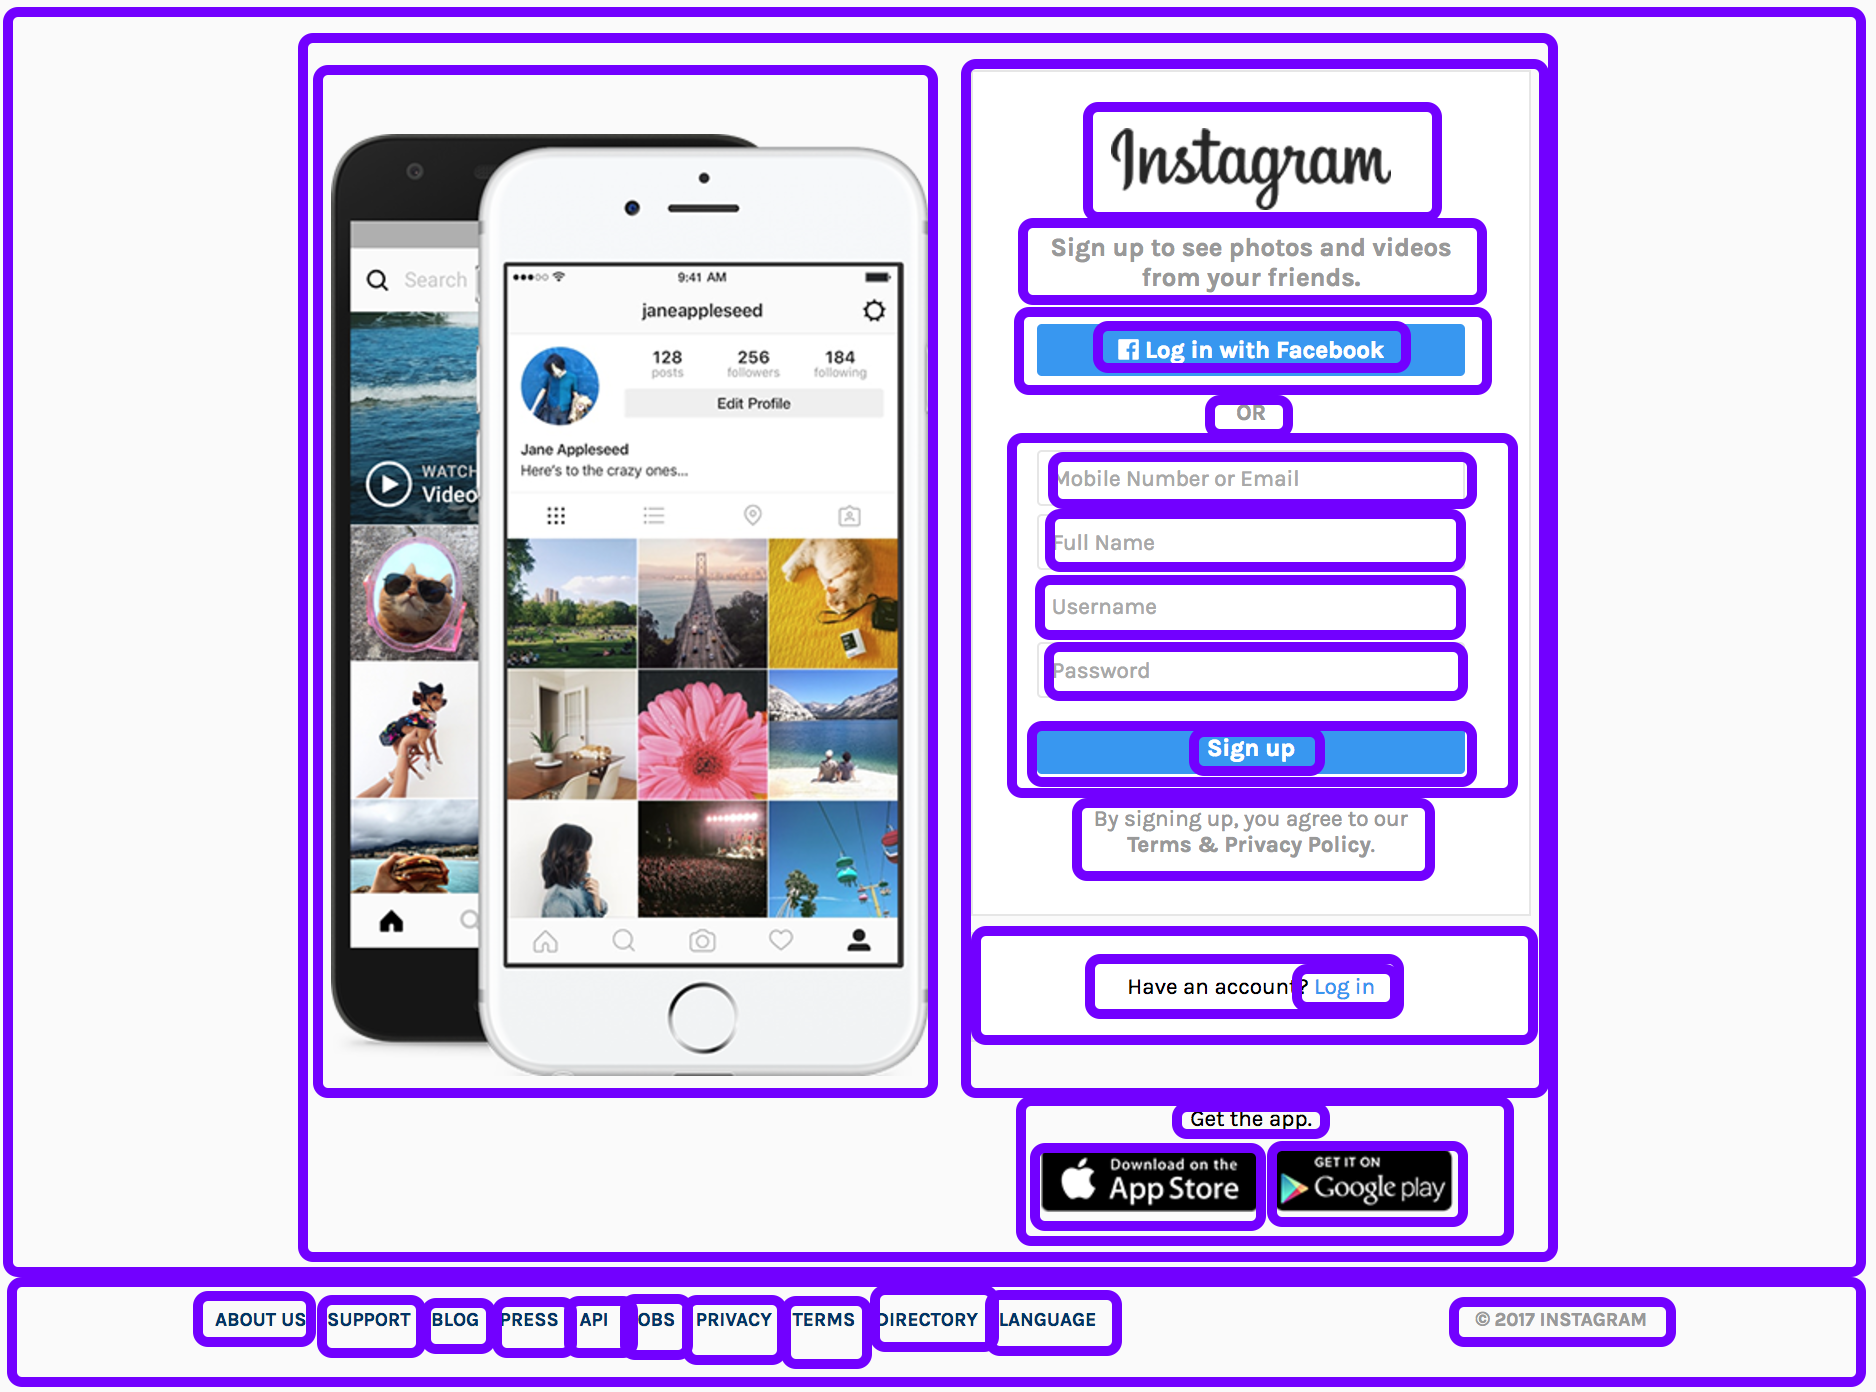 Search
WATCH
Video
9:41 AM
janeappleseed
128 256 184
posts followers following
Edit Profile
Jane Appleseed
Here's to the crazy ones...
Instagram
Sign up to see photos and videos
from your friends.
Log in with Facebook
OR
Mobile Number or Email
Full Name
Username
Password
Sign up
By signing up, you agree to our
Terms & Privacy Policy.
Have an account? Log in
Get the app.
Download on the
App Store
GET IT ON
Google play
ABOUT US SUPPORT BLOG PRESS API JOBS PRIVACY TERMS DIRECTORY LANGUAGE © 2017 INSTAGRAM